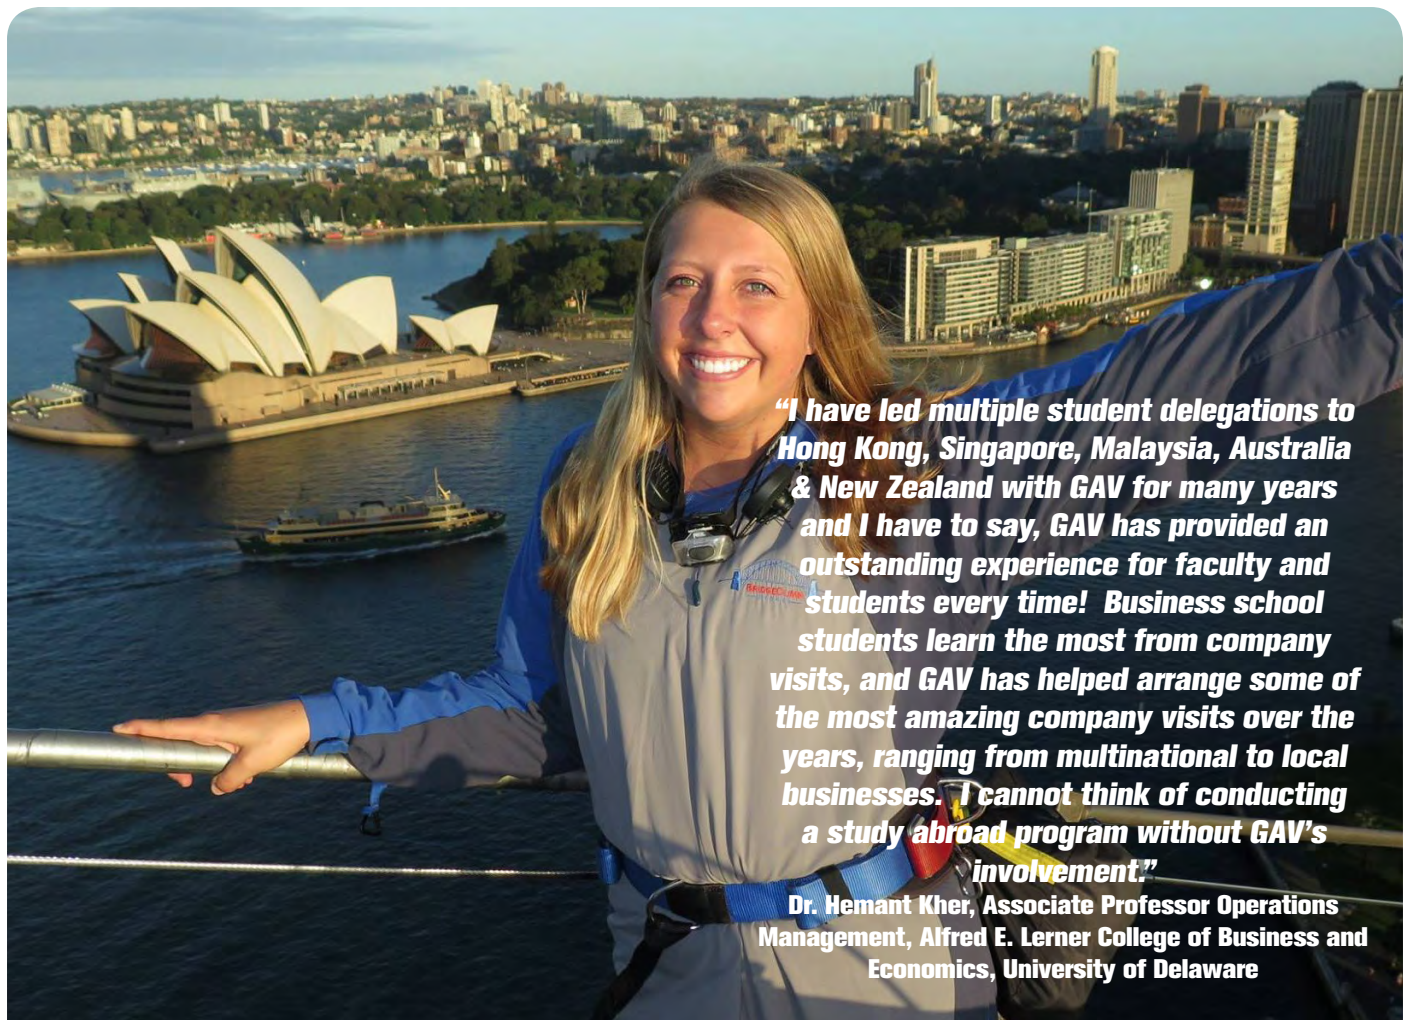 BRIDGECLIMB
“I have led multiple student delegations to
Hong Kong, Singapore, Malaysia, Australia
& New Zealand with GAV for many years
and I have to say, GAV has provided an
outstanding experience for faculty and
students every time!  Business school
students learn the most from company
visits, and GAV has helped arrange some of
the most amazing company visits over the
years, ranging from multinational to local
businesses.  I cannot think of conducting
a study abroad program without GAV’s
involvement.”
Dr. Hemant Kher, Associate Professor Operations
Management, Alfred E. Lerner College of Business and
Economics, University of Delaware